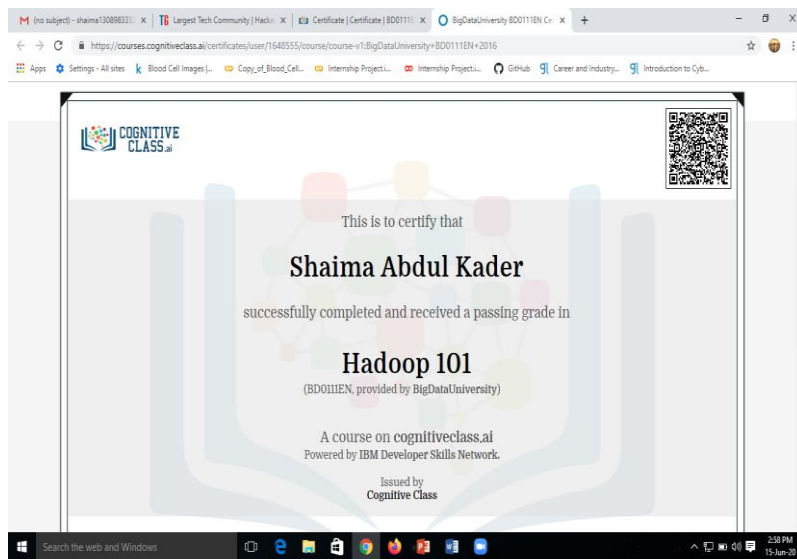 (no subject) - shaima130898333
Largest Tech Community | Hacke
Certificate | Certificate | BD0111
BigDataUniversity BD0111EN Ce
https://courses.cognitiveclass.ai/certificates/user/1648555/course/course-v1:BigDataUniversity+BD0111EN+2016
Apps Settings - All sites Blood Cell Images |... Copy_of_Blood_Cell... Internship Project.i... Internship Project.i... GitHub Career and Industry... Introduction to Cyb...
COGNITIVE
CLASS.ai
This is to certify that
Shaima Abdul Kader
successfully completed and received a passing grade in
Hadoop 101
(BD0111EN, provided by BigDataUniversity)
A course on cognitiveclass.ai
Powered by IBM Developer Skills Network.
Issued by
Cognitive Class
Search the web and Windows
2:58 PM
15-Jun-20